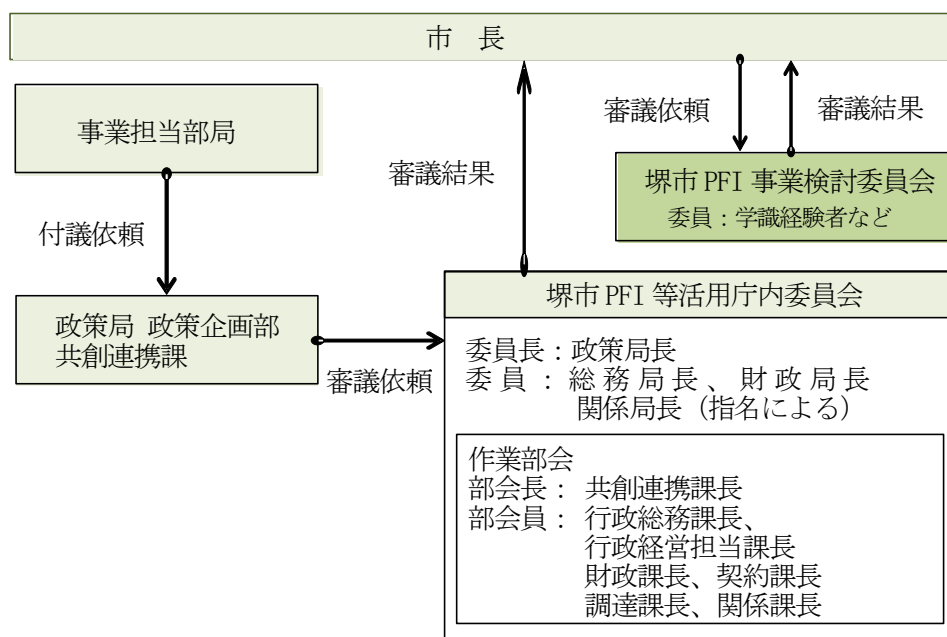 市 長
審議依頼
審議結果
事業担当部局
審議結果
堺市 PFI 事業検討委員会
委員：学識経験者など
付議依頼
堺市 PFI 等活用庁内委員会
政策局 政策企画部
共創連携課
審議依頼
委員長：政策局長
委員：総務局長、財政局長
関係局長（指名による）
作業部会
部会長： 共創連携課長
部会員： 行政総務課長、
行政経営担当課長
財政課長、契約課長
調達課長、関係課長